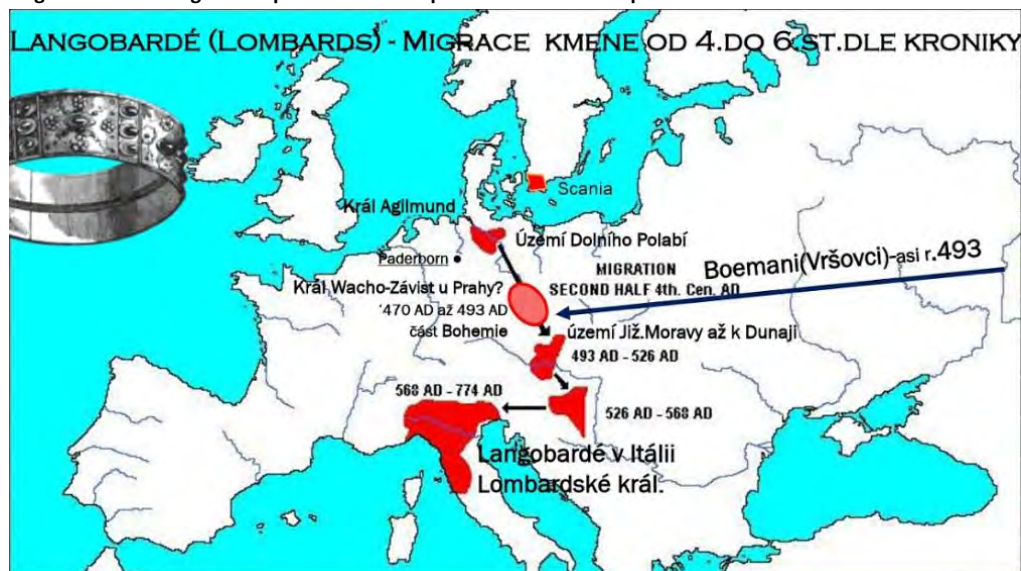 LANGOBARDÉ (LOMBARDS) - MIGRACE KMENE OD 4.DO 6.ST.DLE KRONIKY
Scania
Král Agilmund
Území Dolního Polabí
Paderborn
MIGRATION
SECOND HALF 4th. Cen. AD
Boemani(Vršovci)-asi r.493
Král Wacho-Závist u Prahy?
'470 AD až 493 AD
část Bohemie
území Již.Moravy až k Dunaji
493 AD - 526 AD
568 AD - 774 AD
526 AD - 568 AD
Langobardé v Itálii
Lombardské král.